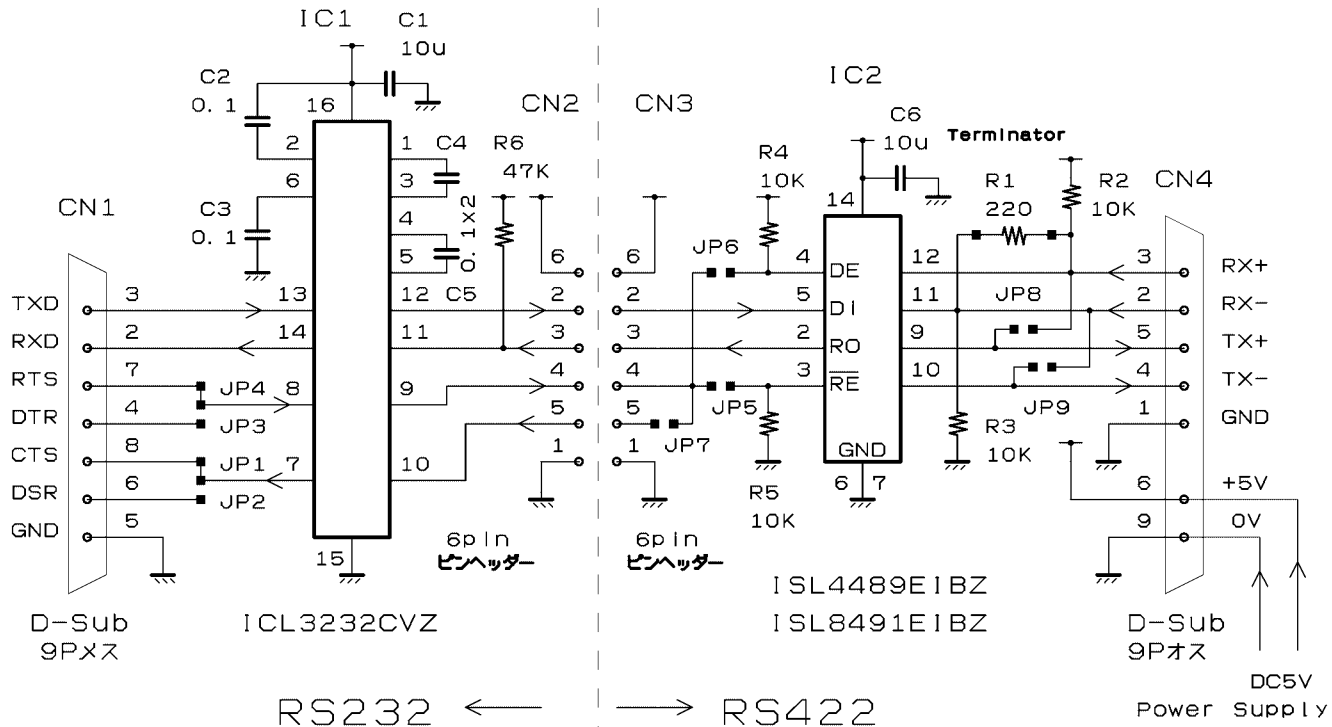 IC1
C1
10u
C2
0.1
16
2
1
C4
6
3
C3
0.1
4
5
0.1x2
C5
R6
47K
CN2
CN3
IC2
C6
10u
Terminator
R4
10K
14
R1
220
R2
10K
CN4
CN1
TXD
3
13
12
2
RXD
2
14
11
3
RTS
7
JP4
8
9
4
DTR
4
JP3
5
CTS
8
JP1
7
10
1
DSR
6
JP2
GND
5
15
6
6
2
3
4
5
1
JP6
JP5
JP7
4
DE
12
5
DI
11
2
RO
9
3
RE
10
GND
6
7
JP8
JP9
R3
10K
R5
10K
3
RX+
2
RX-
5
TX+
4
TX-
1
GND
6
+5V
9
0V
6pin
ピンヘッダー
6pin
ピンヘッダー
D-Sub
9Pメス
ICL3232CVZ
ISL4489EIBZ
ISL8491EIBZ
D-Sub
9Pオス
DC5V
Power Supply
RS232
RS422